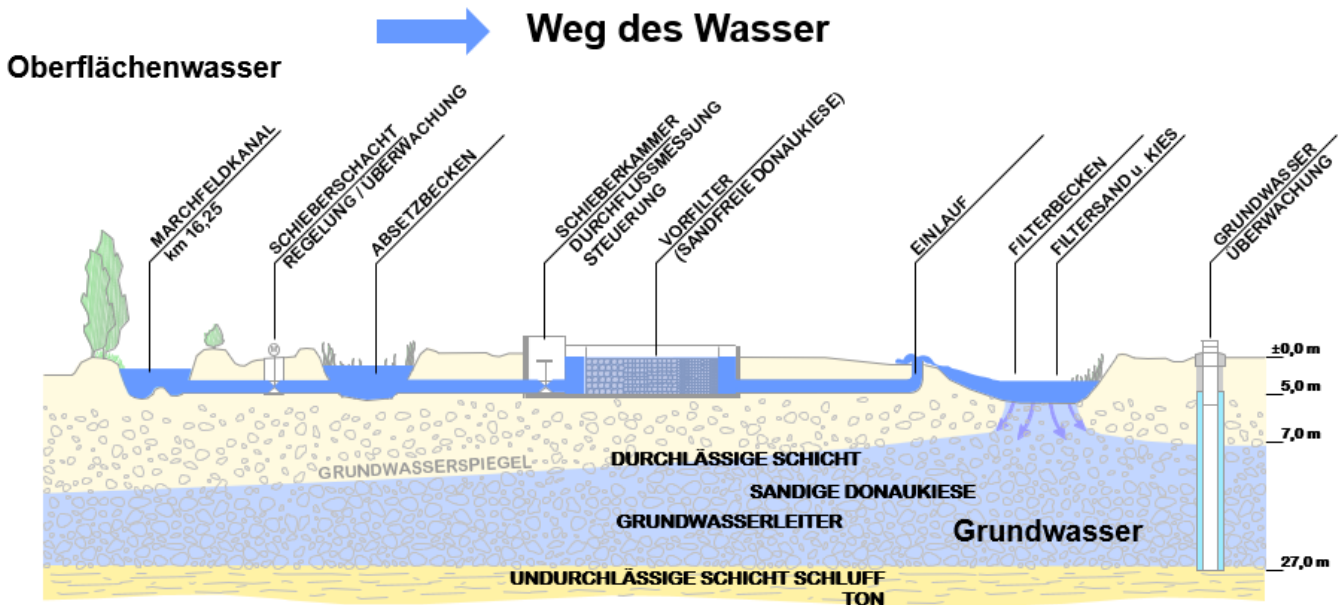 Weg des Wasser
Oberflächenwasser
MARCHFELDKANAL
km 16,25
SCHIEBERSCHACHT
REGELUNG / ÜBERWACHUNG
ABSETZBECKEN
SCHIEBERKAMMER
DURCHFLUSSMESSUNG
STEUERUNG
VORFILTER
(SANDFREIE DONAUKIESE)
EINLAUF
FILTERBECKEN
FILTERSAND u. KIES
GRUNDWASSER
ÜBERWACHUNG
M
±0,0 m
5,0 m
7,0 m
GRUNDWASSERSPIEGEL
DURCHLÄSSIGE SCHICHT
SANDIGE DONAUKIESE
GRUNDWASSERLEITER
Grundwasser
27,0 m
UNDURCHLÄSSIGE SCHICHT SCHLUFF
TON